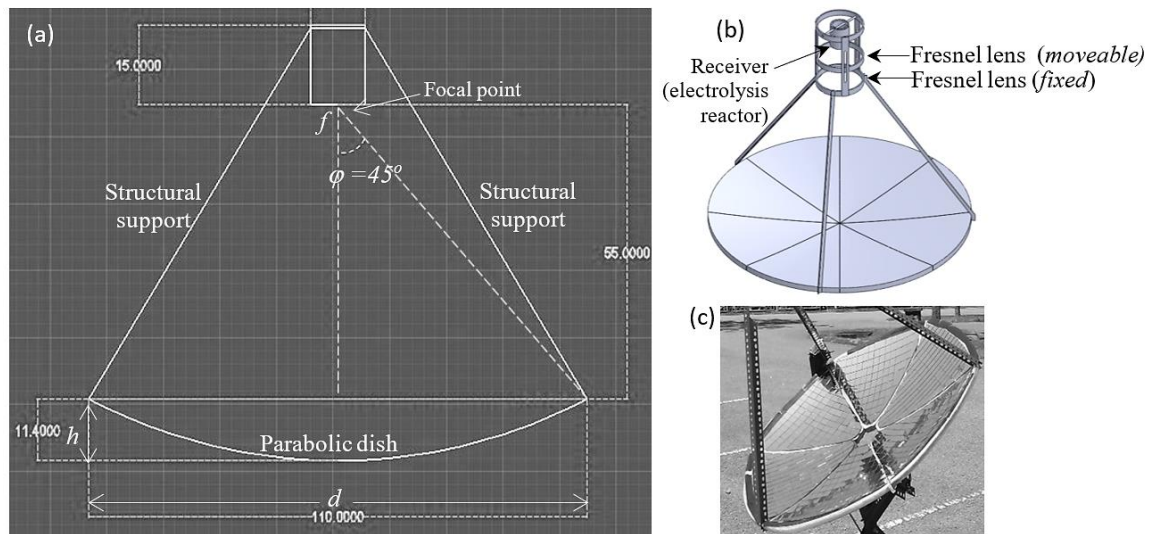 (a)
15.0000
Focal point
f
φ =45º
Structural
support
Structural
support
55.0000
11.4000
h
Parabolic dish
d
110.0000
(b)
Receiver
(electrolysis
reactor)
Fresnel lens (moveable)
Fresnel lens (fixed)
(c)